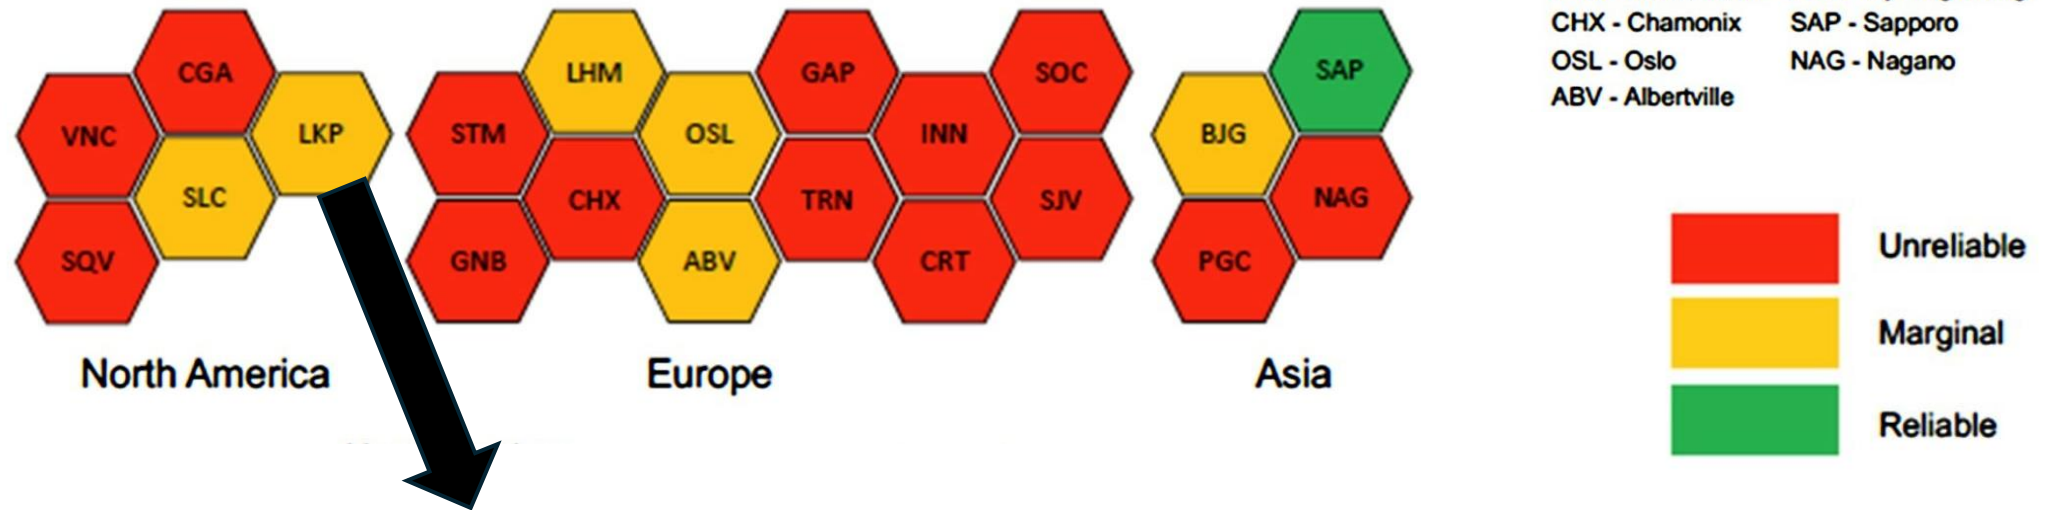 CGA
VNC
LKP
SLC
SQV
North America
LHM
GAP
SOC
STM
OSL
INN
CHX
TRN
SJV
GNB
ABV
CRT
Europe
SAP
BJG
NAG
PGC
Asia
CHX - Chamonix SAP - Sapporo
OSL - Oslo NAG - Nagano
ABV - Albertville
Unreliable
Marginal
Reliable